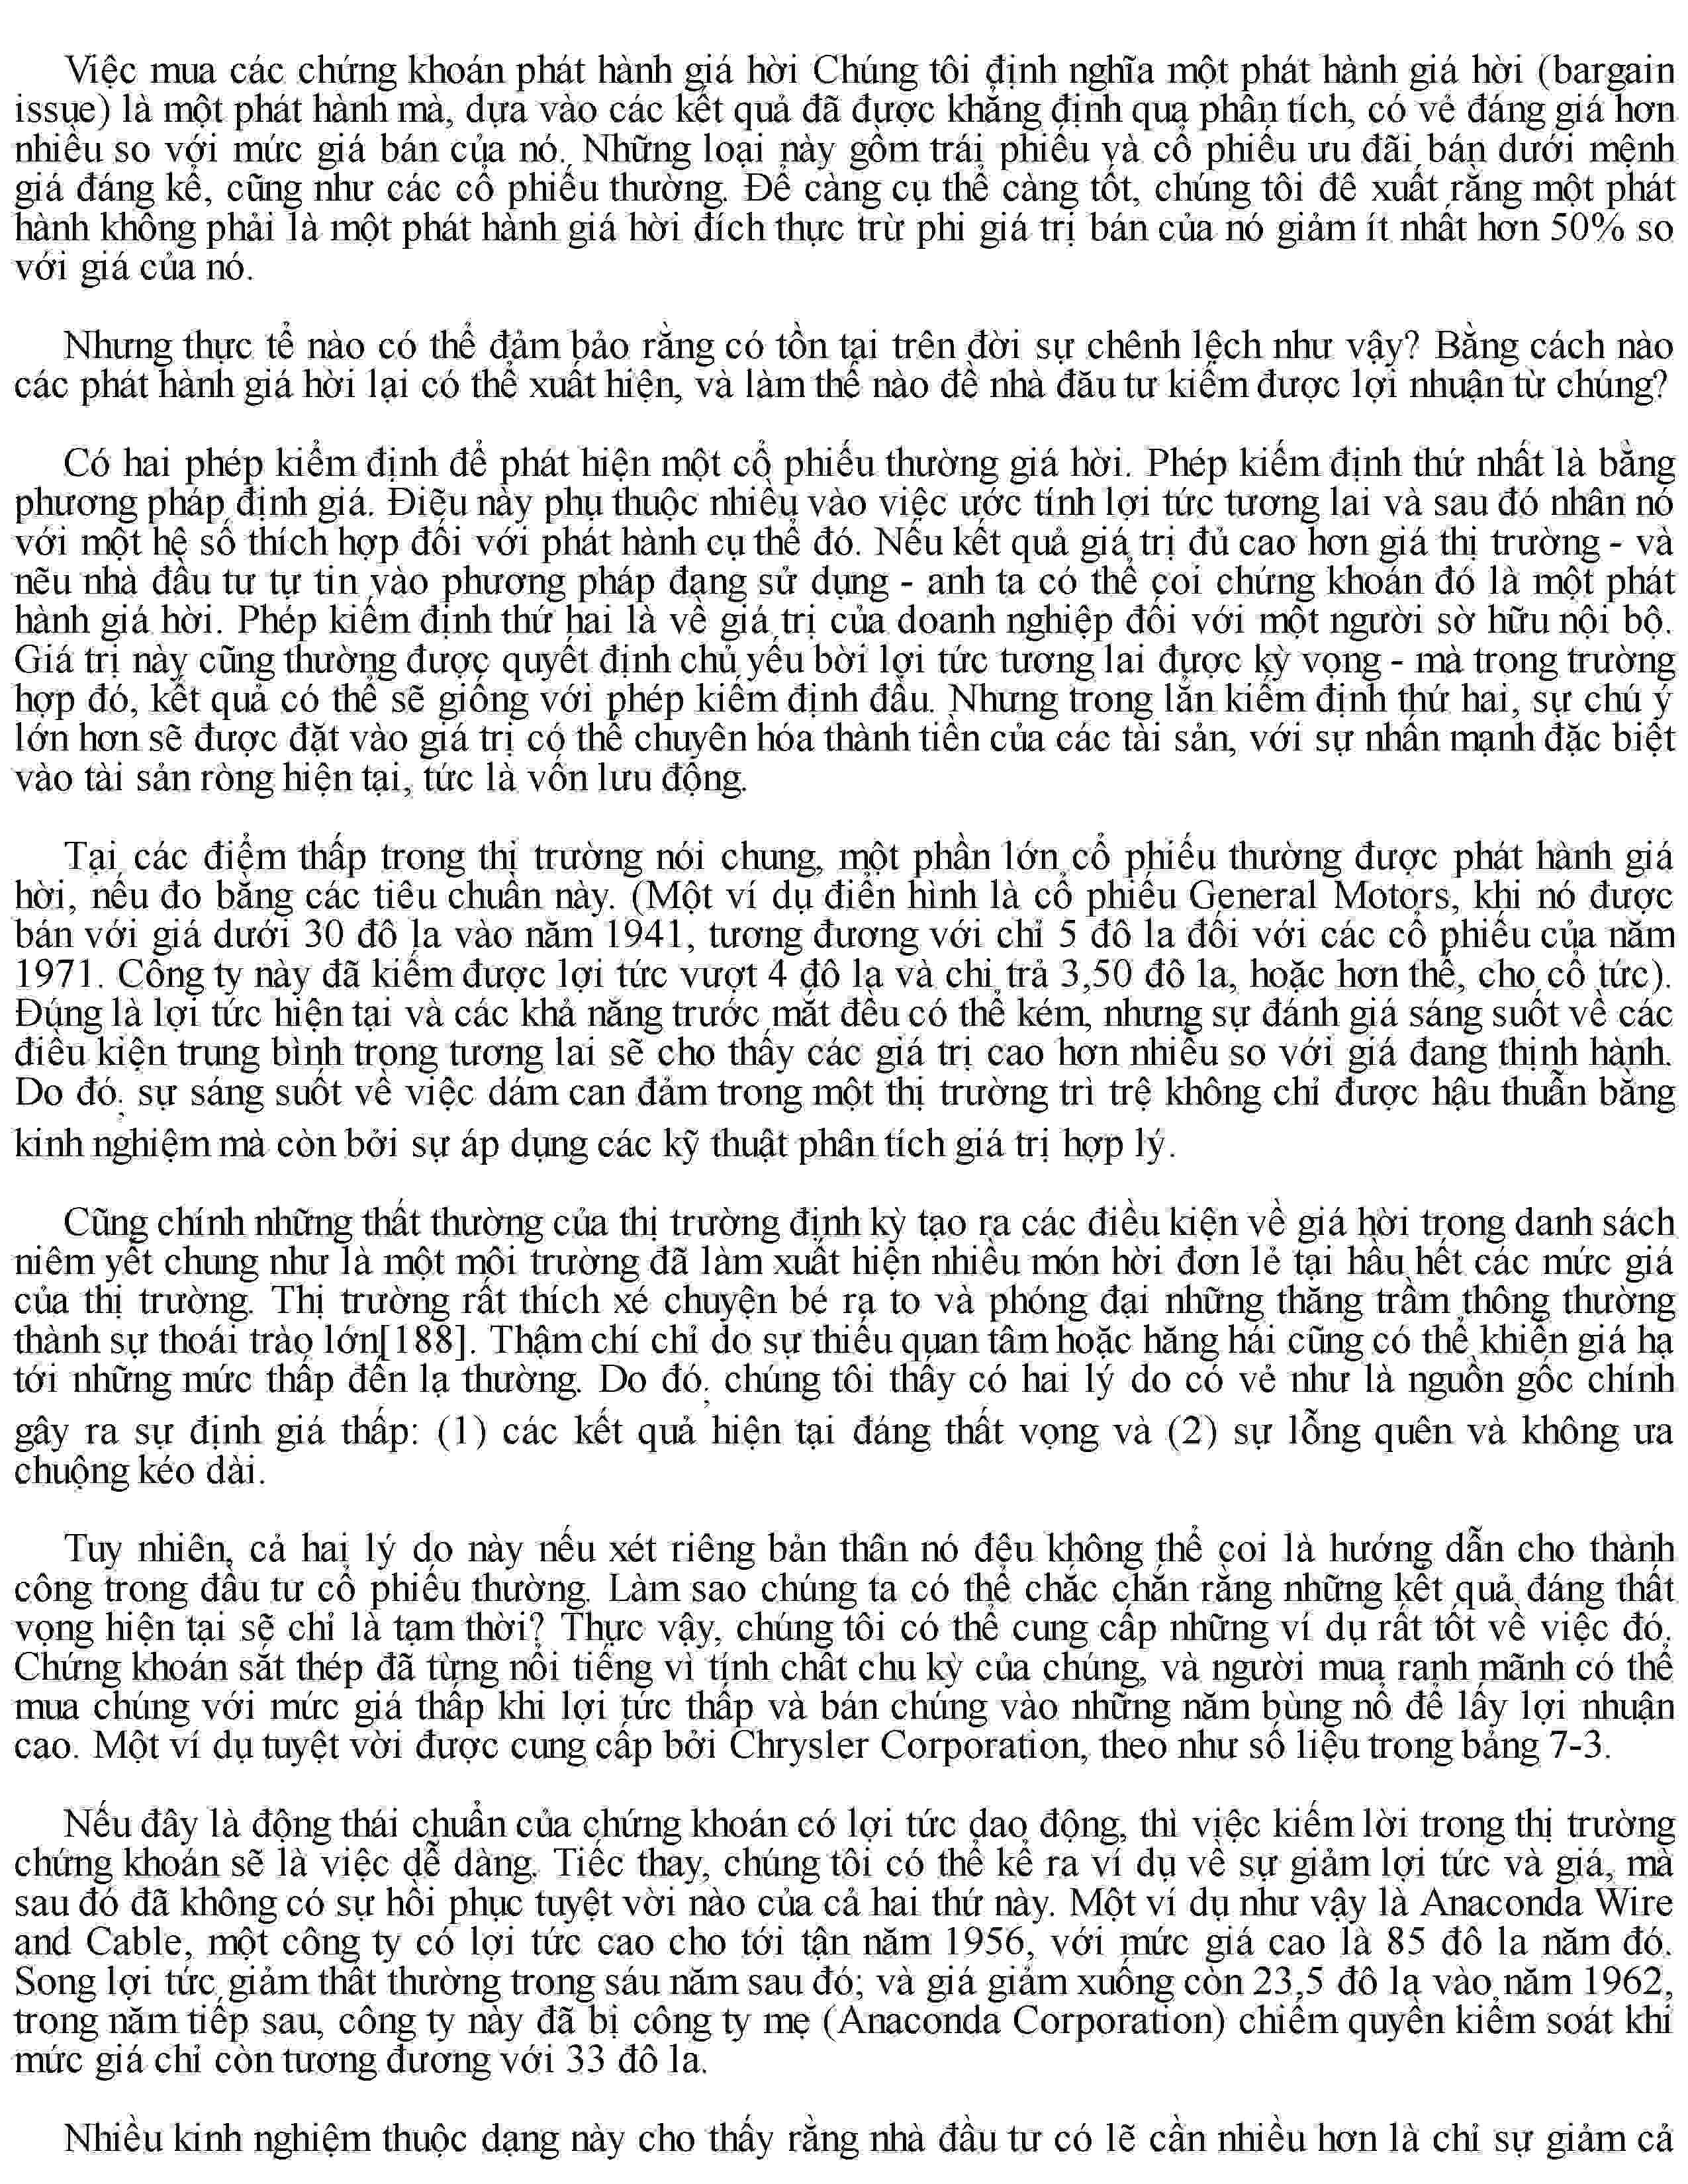 Việc mua các chứng khoán phát hành giá hời Chúng tôi định nghĩa một phát hành giá hời (bargain
issue) là một phát hành mà, dựa vào các kết quả đã được khẳng định qua phân tích, có vẻ đáng giá hơn
nhiều so với mức giá bán của nó. Những loại này gồm trái phiếu và cổ phiếu ưu đãi bán dưới mệnh
giá đáng kể, cũng như các cổ phiếu thường. Để càng cụ thể càng tốt, chúng tôi đề xuất rằng một phát
hành không phải là một phát hành giá hời đích thực trừ phi giá trị bán của nó giảm ít nhất hơn 50% so
với giá của nó.
Nhưng thực tể nào có thể đảm bảo rằng có tồn tại trên đời sự chênh lệch như vậy? Bằng cách nào
các phát hành giá hời lại có thể xuất hiện, và làm thế nào để nhà đầu tư kiếm được lợi nhuận từ chúng?
Có hai phép kiểm định để phát hiện một cổ phiếu thường giá hời. Phép kiểm định thứ nhất là bằng
phương pháp định giá. Điều này phụ thuộc nhiều vào việc ước tính lợi tức tương lai và sau đó nhân nó
với một hệ số thích hợp đối với phát hành cụ thể đó. Nếu kết quả giá trị đủ cao hơn giá thị trường - và
nếu nhà đầu tư tự tin vào phương pháp đang sử dụng - anh ta có thể coi chứng khoán đó là một phát
hành giá hời. Phép kiểm định thứ hai là về giá trị của doanh nghiệp đối với một người sờ hữu nội bộ.
Giá trị này cũng thường được quyết định chủ yếu bời lợi tức tương lai được kỳ vọng - mà trong trường
hợp đó, kết quả có thể sẽ giống với phép kiểm định đầu. Nhưng trong lần kiểm định thứ hai, sự chú ý
lớn hơn sẽ được đặt vào giá trị có thể chuyên hóa thành tiền của các tài sản, với sự nhấn mạnh đặc biệt
vào tài sản ròng hiện tại, tức là vốn lưu động.
Tại các điểm thấp trong thị trường nói chung, một phần lớn cổ phiếu thường được phát hành giá
hời, nếu đo bằng các tiêu chuẩn này. (Một ví dụ điển hình là cổ phiếu General Motors, khi nó được
bán với giá dưới 30 đô la vào năm 1941, tương đương với chỉ 5 đô la đối với các cổ phiếu của năm
1971. Công ty này đã kiếm được lợi tức vượt 4 đô la và chi trả 3,50 đô la, hoặc hơn thế, cho cổ tức).
Đúng là lợi tức hiện tại và các khả năng trước mắt đều có thể kém, nhưng sự đánh giá sáng suốt về các
điều kiện trung bình trong tương lai sẽ cho thấy các giá trị cao hơn nhiều so với giá đang thịnh hành.
Do đó, sự sáng suốt về việc dám can đảm trong một thị trường trì trệ không chỉ được hậu thuẫn bằng
kinh nghiệm mà còn bởi sự áp dụng các kỹ thuật phân tích giá trị hợp lý.
Cũng chính những thất thường của thị trường định kỳ tạo ra các điều kiện về giá hời trong danh sách
niêm yết chung như là một môi trường đã làm xuất hiện nhiều món hời đơn lẻ tại hầu hết các mức giá
của thị trường. Thị trường rất thích xé chuyện bé ra to và phóng đại những thăng trầm thông thường
thành sự thoái trào lớn[188]. Thậm chí chỉ do sự thiếu quan tâm hoặc hăng hái cũng có thể khiến giá hạ
tới những mức thấp đến lạ thường. Do đó, chúng tôi thấy có hai lý do có vẻ như là nguồn gốc chính
gây ra sự định giá thấp: (1) các kết quả hiện tại đáng thất vọng và (2) sự lỗng quên và không ưa
chuộng kéo dài.
Tuy nhiên, cả hai lý do này nếu xét riêng bản thân nó đệu không thể coi là hướng dẫn cho thành
công trong đầu tư cổ phiếu thường. Làm sao chúng ta có thể chắc chắn rằng những kết quả đáng thất
vọng hiện tại sẽ chỉ là tạm thời? Thực vậy, chúng tôi có thể cung cấp những ví dụ rất tốt về việc đó.
Chứng khoán sắt thép đã từng nổi tiếng vì tính chất chu kỳ của chúng, và người mua ranh mãnh có thể
mua chúng với mức giá thấp khi lợi tức thấp và bán chúng vào những năm bùng nổ để lấy lợi nhuận
cao. Một ví dụ tuyệt vời được cung cấp bởi Chrysler Corporation, theo như số liệu trong bảng 7-3.
Nếu đây là động thái chuẩn của chứng khoán có lợi tức dao động, thì việc kiếm lời trong thị trường
chứng khoán sẽ là việc dễ dàng. Tiếc thay, chúng tôi có thể kể ra ví dụ về sự giảm lợi tức và giá, mà
sau đó đã không có sự hồi phục tuyệt vời nào của cả hai thứ này. Một ví dụ như vậy là Anaconda Wire
and Cable, một công ty có lợi tức cao cho tới tận năm 1956, với mức giá cao là 85 đô la năm đó.
Song lợi tức giảm thất thường trong sáu năm sau đó; và giá giảm xuống còn 23,5 đô la vào năm 1962,
trong năm tiếp sau, công ty này đã bị công ty mẹ (Anaconda Corporation) chiếm quyền kiểm soát khi
mức giá chỉ còn tương đương với 33 đô la.
Nhiều kinh nghiệm thuộc dạng này cho thấy rằng nhà đầu tư có lẽ cần nhiều hơn là chỉ sự giảm cả